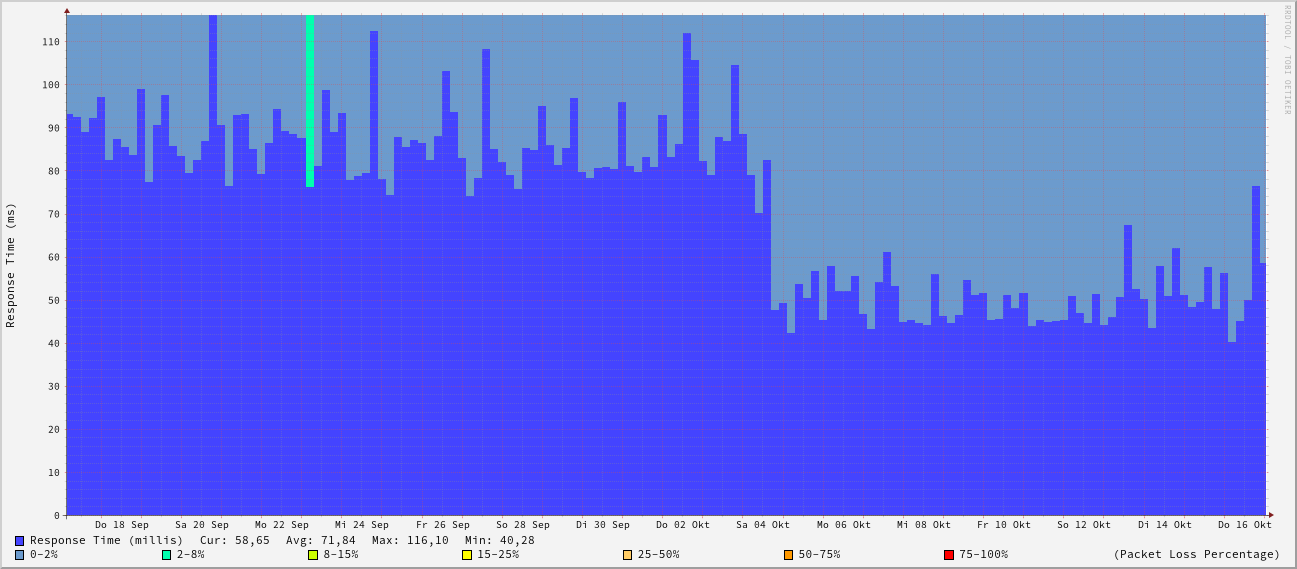 RRDTOOL / TOBI OETIKER
Response Time (ms)
110
100
90
80
70
60
50
40
30
20
10
0
Do 18 Sep Sa 20 Sep Mo 22 Sep Mi 24 Sep Fr 26 Sep So 28 Sep Di 30 Sep Do 02 Okt Sa 04 Okt Mo 06 Okt Mi 08 Okt Fr 10 Okt So 12 Okt Di 14 Okt Do 16 Okt
Response Time (millis) Cur: 58,65 Avg: 71,84 Max: 116,10 Min: 40,28
0-2% 2-8% 8-15% 15-25% 25-50% 50-75% 75-100% (Packet Loss Percentage)